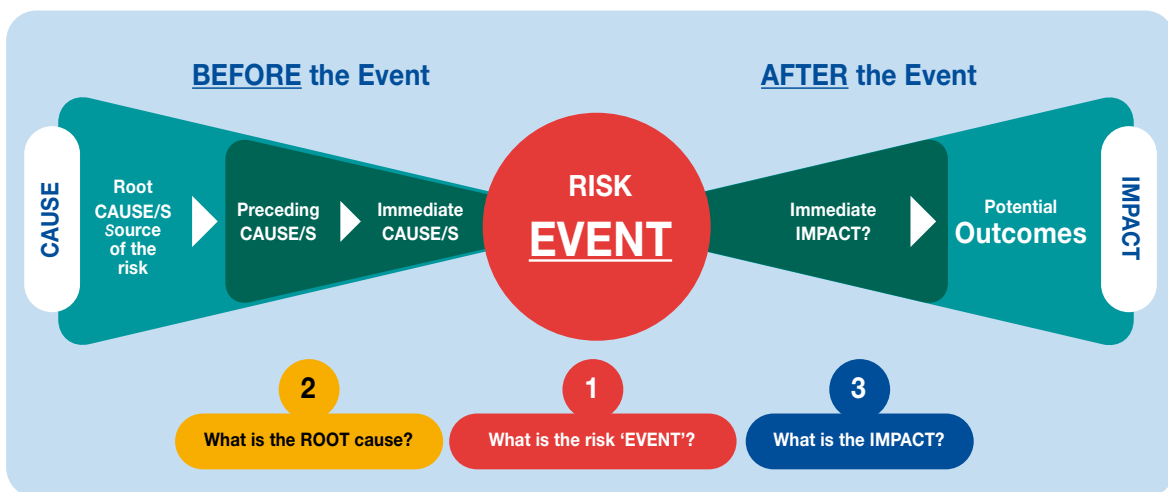 BEFORE the Event
AFTER the Event
CAUSE
Root
CAUSE/S
Source
of the
risk
Preceding
CAUSE/S
Immediate
CAUSE/S
RISK
EVENT
Immediate
IMPACT?
Potential
Outcomes
IMPACT
2
What is the ROOT cause?
1
What is the risk ‘EVENT’?
3
What is the IMPACT?